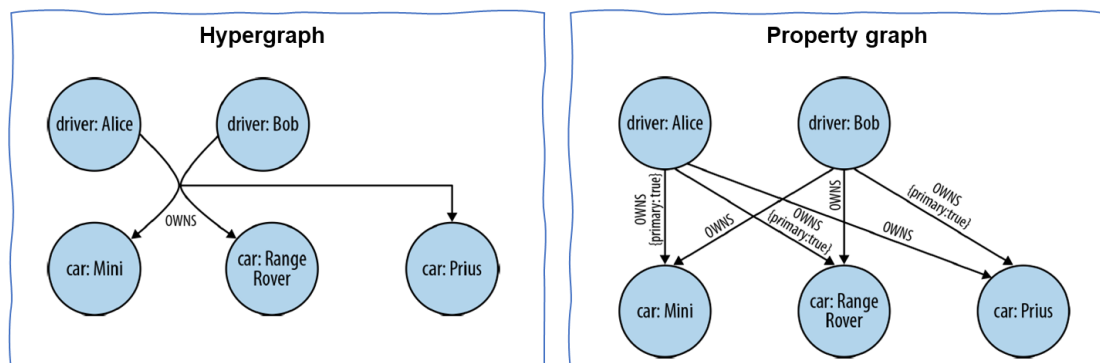 Hypergraph
driver: Alice
driver: Bob
OWNS
car: Mini
car: Range
Rover
car: Prius
Property graph
driver: Alice
driver: Bob
OWNS
{primary: true}
OWNS
OWNS
{primary:true}
OWNS
OWNS
OWNS
{primary:true}
car: Mini
car: Range
Rover
car: Prius